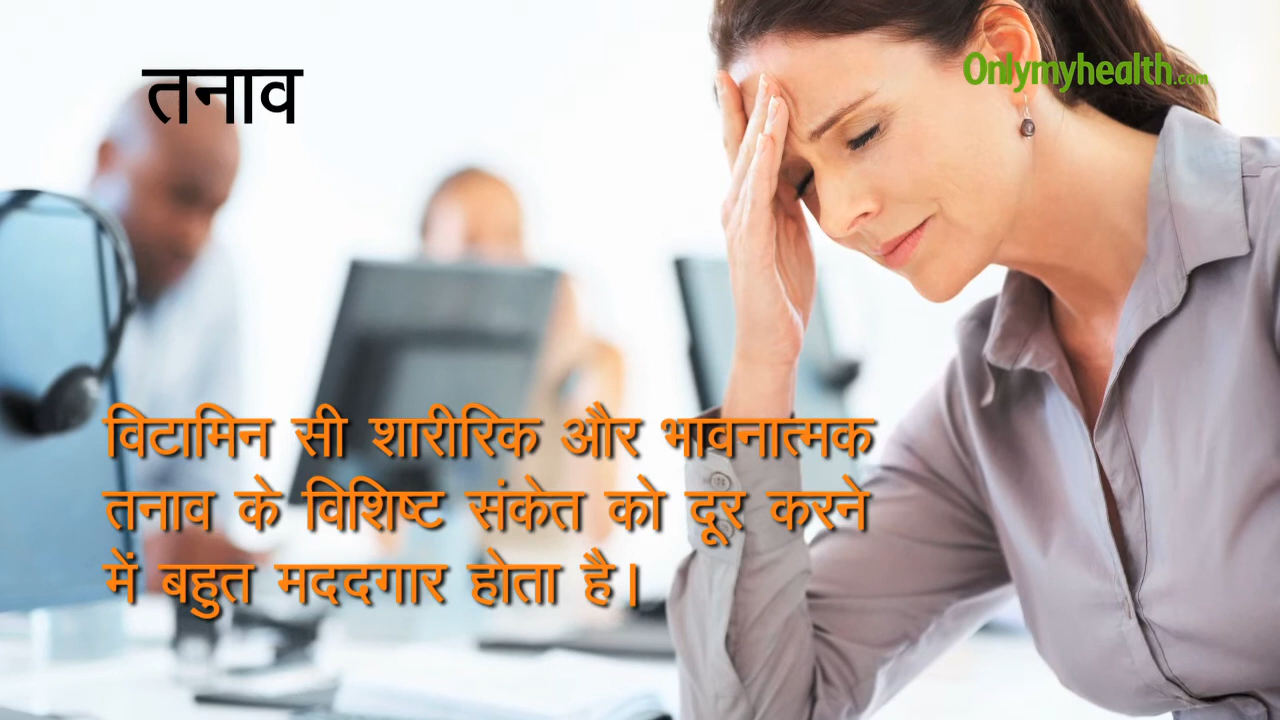 तनाव
Onlymyhealth.com
विटामिन सी शारीरिक और भावनात्मक
तनाव के विशिष्ट संकेत को दूर करने
में बहुत मददगार होता है।